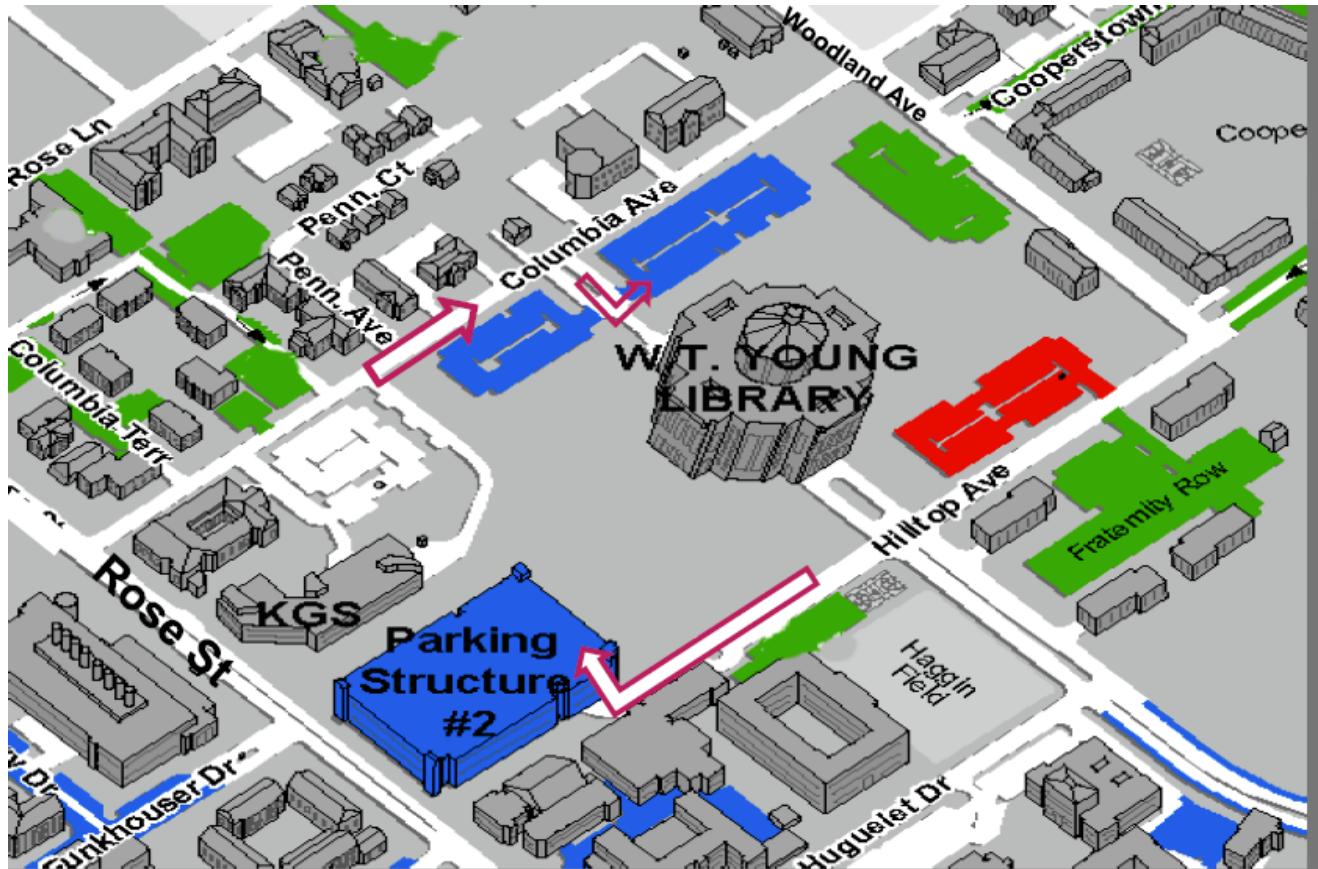 Woodland Ave
Cooperstown
Coope
Rose Ln
Penn. Ct
Columbia Ave
Penn. Ave
W.T. YOUNG
LIBRARY
Columbia Terr
Hilltop Ave
Fraternity Row
Rose St
KGS
Parking
Structure
#2
Haggin
Field
Dr
Funkhouser Dr
Huguelet Dr